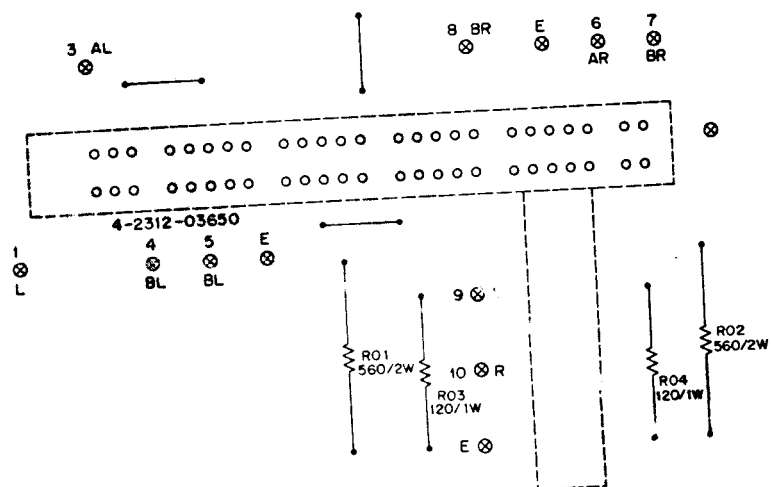 3 AL
8 BR
E
6
AR
7
BR
4-2312-03650
1
L
4
BL
5
BL
E
9
R01
560/2W
R03
120/1W
10 R
E
R02
560/2W
R04
120/1W